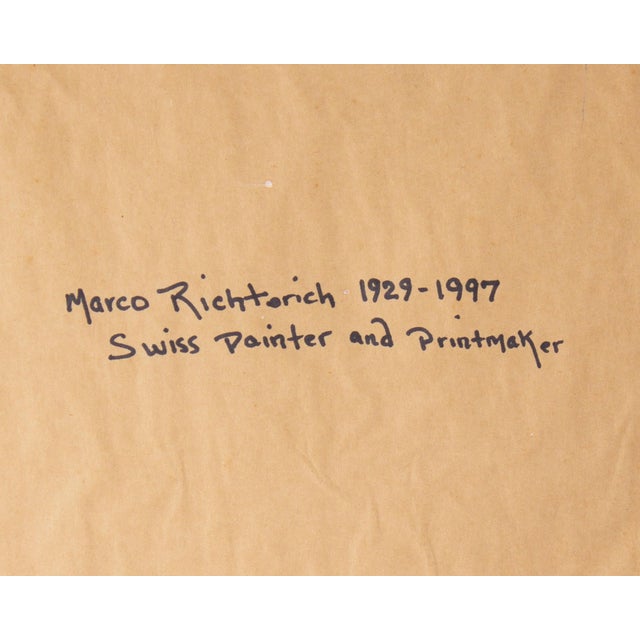 Marco Richterich 1929-1997
Swiss Painter and Printmaker